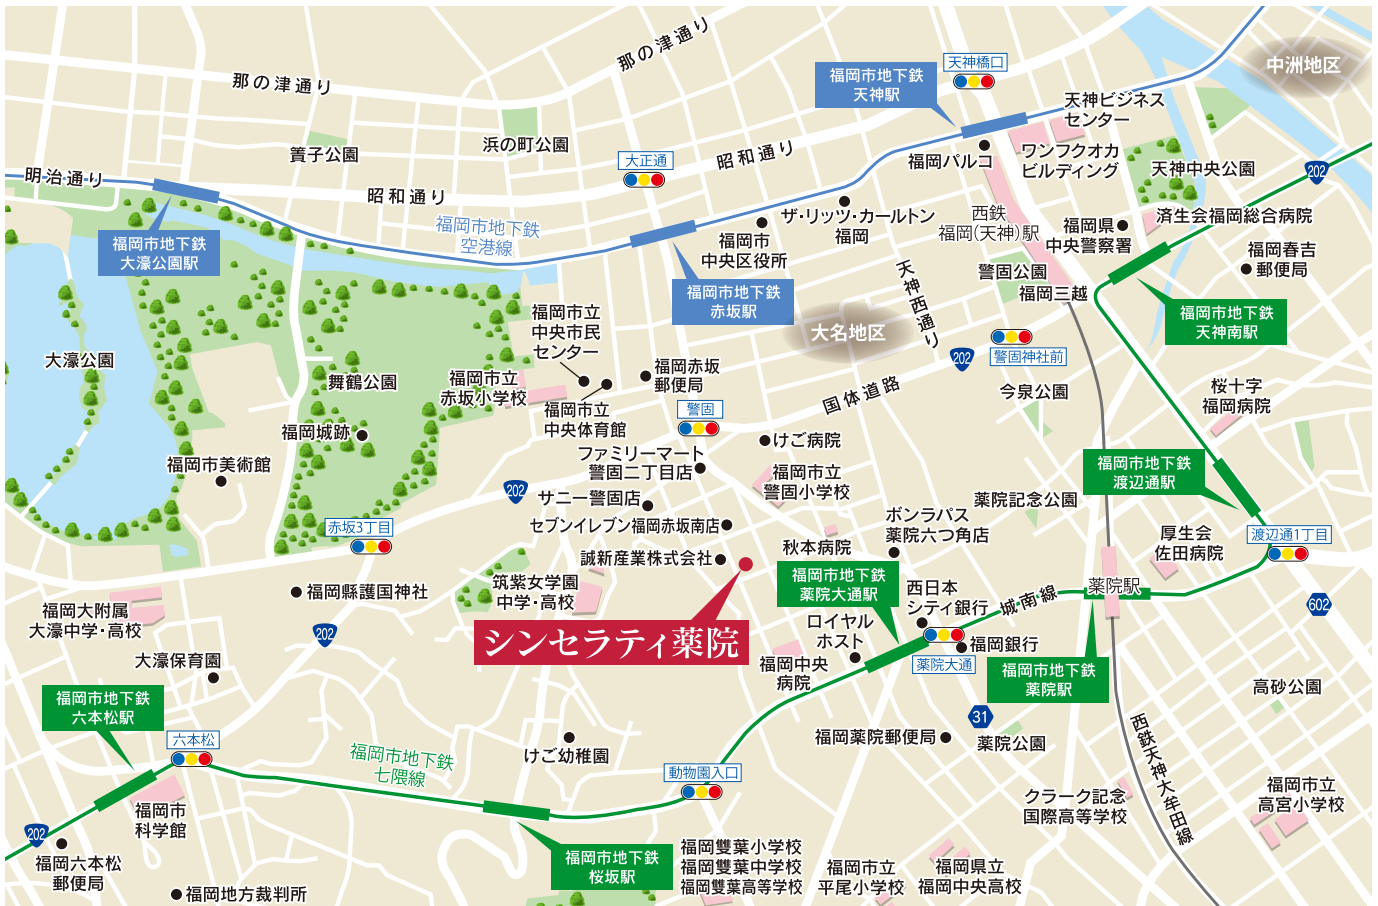 那の津通り
那の津通り
福岡市地下鉄
天神駅
天神橋口
中洲地区
天神ビジネス
センター
浜の町公園
簀子公園
大正通
昭和通り
福岡パルコ
ワンフクオカ
ビルディング
天神中央公園
202
明治通り
昭和通り
福岡市地下鉄
空港線
福岡市地下鉄
大濠公園駅
福岡市
中央区役所
ザ・リッツ・カールトン
福岡
西鉄
福岡(天神)駅
福岡県
中央警察署
済生会福岡総合病院
福岡春吉
郵便局
福岡市地下鉄
赤坂駅
天神西通り
警固公園
福岡三越
福岡市地下鉄
天神南駅
大名地区
警固神社前
202
福岡市立
中央市民
センター
大濠公園
舞鶴公園
福岡市立
赤坂小学校
福岡赤坂
郵便局
福岡市立
中央体育館
国体道路
今泉公園
桜十字
福岡病院
警固
福岡城跡
けご病院
福岡市美術館
ファミリーマート
警固二丁目店
福岡市立
警固小学校
福岡市地下鉄
渡辺通駅
202
サニー警固店
薬院記念公園
赤坂3丁目
セブンイレブン福岡赤坂南店
ボンラパス
薬院六つ角店
厚生会
佐田病院
渡辺通1丁目
誠新産業株式会社
秋本病院
福岡市地下鉄
薬院大通駅
薬院駅
福岡縣護国神社
筑紫女学園
中学・高校
西日本
シティ銀行
城南線
602
福岡大附属
大濠中学・高校
202
シンセラティ薬院
ロイヤル
ホスト
福岡銀行
薬院大通
福岡市地下鉄
薬院駅
大濠保育園
福岡中央
病院
高砂公園
福岡市地下鉄
六本松駅
31
六本松
福岡市地下鉄
七隈線
けご幼稚園
福岡薬院郵便局
薬院公園
西鉄天神大牟田線
動物園入口
福岡市
科学館
クラーク記念
国際高等学校
福岡市立
高宮小学校
202
福岡六本松
郵便局
福岡市地下鉄
桜坂駅
福岡雙葉小学校
福岡雙葉中学校
福岡雙葉高等学校
福岡市立
平尾小学校
福岡県立
福岡中央高校
福岡地方裁判所